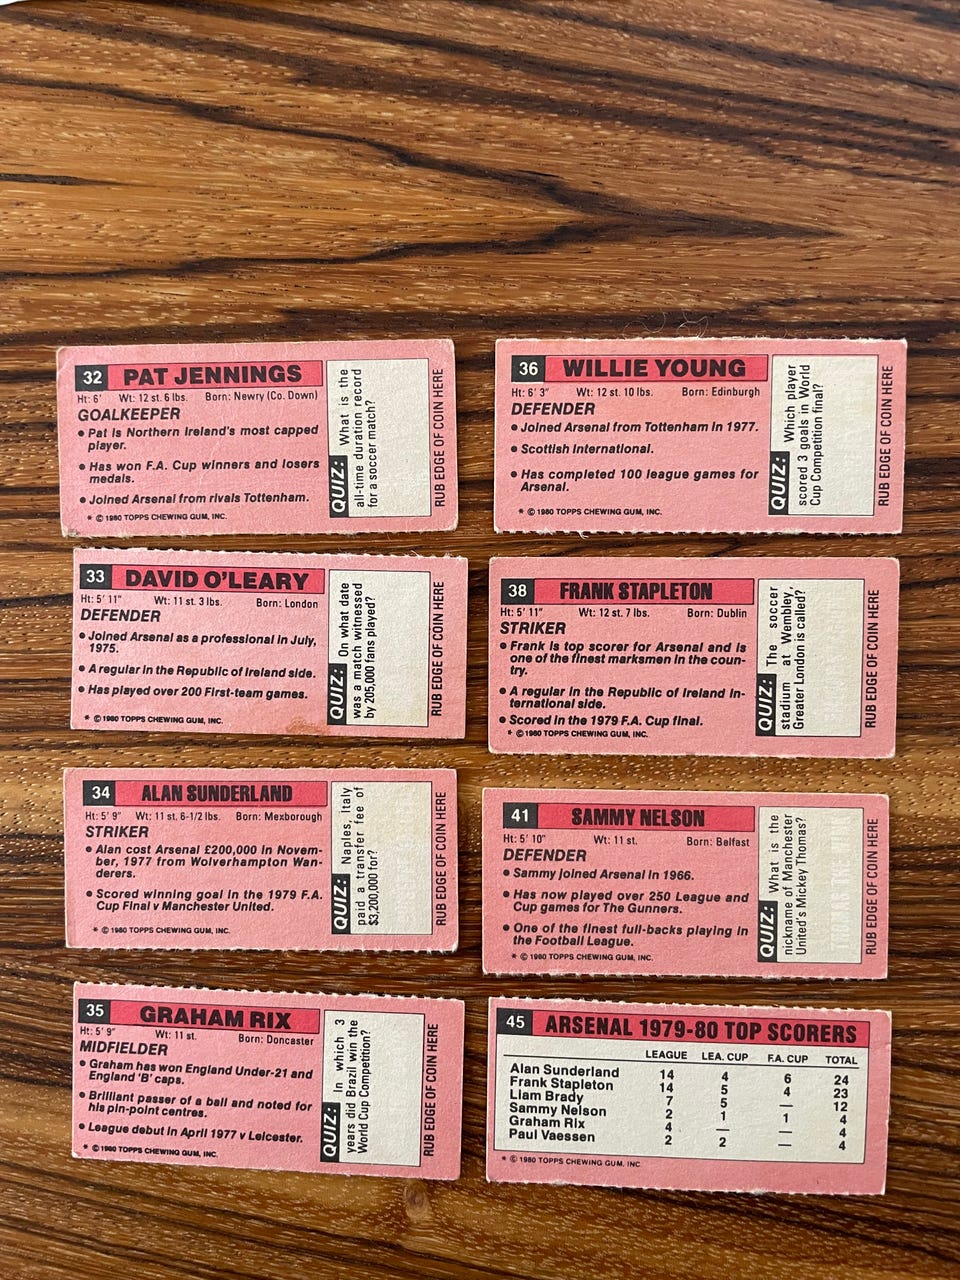 32 PAT JENNINGS
Ht: 6' Wt: 12 st. 6 lbs. Born: Newry (Co. Down)
GOALKEEPER
• Pat is Northern Ireland's most capped
player.
• Has won F.A. Cup winners and losers
medals.
• Joined Arsenal from rivals Tottenham.
* © 1980 TOPPS CHEWING GUM, INC.
QUIZ: What is the
all-time duration record
for a soccer match?
RUB EDGE OF COIN HERE
36 WILLIE YOUNG
Ht: 6' 3" Wt: 12 st. 10 lbs. Born: Edinburgh
DEFENDER
• Joined Arsenal from Tottenham in 1977.
• Scottish International.
• Has completed 100 league games for
Arsenal.
* © 1980 TOPPS CHEWING GUM, INC.
QUIZ: Which player
scored 3 goals in World
Cup Competition final?
RUB EDGE OF COIN HERE
33 DAVID O'LEARY
Ht: 5' 11" Wt: 11 st. 3 lbs. Born: London
DEFENDER
• Joined Arsenal as a professional in July,
1975.
• A regular in the Republic of Ireland side.
• Has played over 200 First-team games.
* © 1980 TOPPS CHEWING GUM, INC.
QUIZ: On what date
was a match witnessed
by 205,000 fans played?
RUB EDGE OF COIN HERE
38 FRANK STAPLETON
Ht: 5' 11" Wt: 12 st. 7 lbs. Born: Dublin
STRIKER
• Frank is top scorer for Arsenal and is
one of the finest marksmen in the coun-
try.
• A regular in the Republic of Ireland In-
ternational side.
• Scored in the 1979 F.A. Cup final.
* © 1980 TOPPS CHEWING GUM, INC.
QUIZ: The soccer
stadium at Wembley,
Greater London is called?
RUB EDGE OF COIN HERE
34 ALAN SUNDERLAND
Ht: 5' 9" Wt: 11 st. 6-1/2 lbs. Born: Mexborough
STRIKER
• Alan cost Arsenal £200,000 in Novem-
ber, 1977 from Wolverhampton Wan-
derers.
• Scored winning goal in the 1979 F.A.
Cup Final v Manchester United.
* © 1980 TOPPS CHEWING GUM, INC.
QUIZ: Naples, Italy
paid a transfer fee of
$3,200,000 for?
RUB EDGE OF COIN HERE
41 SAMMY NELSON
Ht: 5' 10" Wt: 11 st. Born: Belfast
DEFENDER
• Sammy joined Arsenal in 1966.
• Has now played over 250 League and
Cup games for The Gunners.
• One of the finest full-backs playing in
the Football League.
* © 1980 TOPPS CHEWING GUM, INC.
QUIZ: What is the
nickname of Manchester
United's Mickey Thomas?
RUB EDGE OF COIN HERE
35 GRAHAM RIX
Ht: 5' 9" Wt: 11 st. Born: Doncaster
MIDFIELDER
• Graham has won England Under-21 and
England 'B' caps.
• Brilliant passer of a ball and noted for
his pin-point centres.
• League debut in April 1977 v Leicester.
* © 1980 TOPPS CHEWING GUM, INC.
QUIZ: In which 3
years did Brazil win the
World Cup Competition?
RUB EDGE OF COIN HERE
45 ARSENAL 1979-80 TOP SCORERS
LEAGUE LEA. CUP F.A. CUP TOTAL
Alan Sunderland 14 4 6 24
Frank Stapleton 14 5 4 23
Liam Brady 7 5 — 12
Sammy Nelson 2 1 1 4
Graham Rix 4 — — 4
Paul Vaessen 2 2 — 4
* © 1980 TOPPS CHEWING GUM, INC.